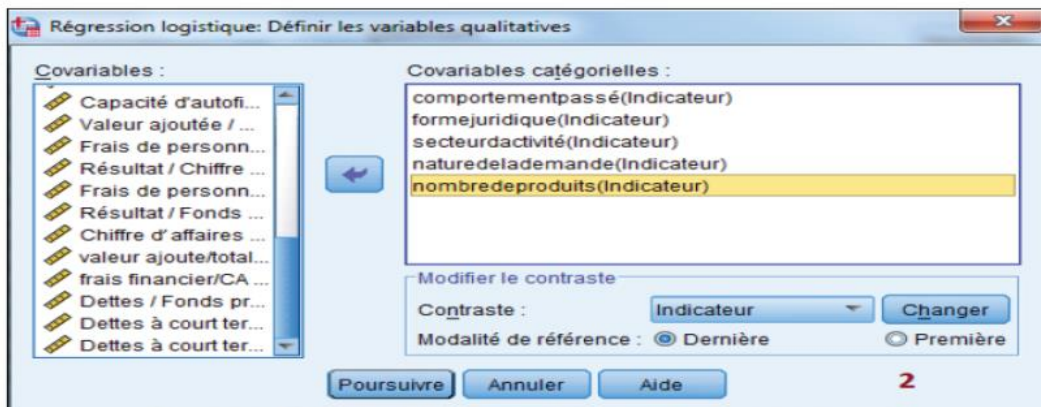 Régression logistique: Définir les variables qualitatives
Covariables :
Capacité d'autofi...
Valeur ajoutée / ...
Frais de personn...
Résultat / Chiffre ...
Frais de personn...
Résultat / Fonds ...
Chiffre d'affaires ...
valeur ajoute/total...
frais financier/CA ...
Dettes / Fonds pr...
Dettes à court ter...
Dettes à court ter...
Covariables catégorielles :
comportementpassé(Indicateur)
formejuridique(Indicateur)
secteurdactivité(Indicateur)
naturedelademande(Indicateur)
nombredeproduits(Indicateur)
Modifier le contraste
Contraste : Indicateur Changer
Modalité de référence : Dernière Première
Poursuivre Annuler Aide 2